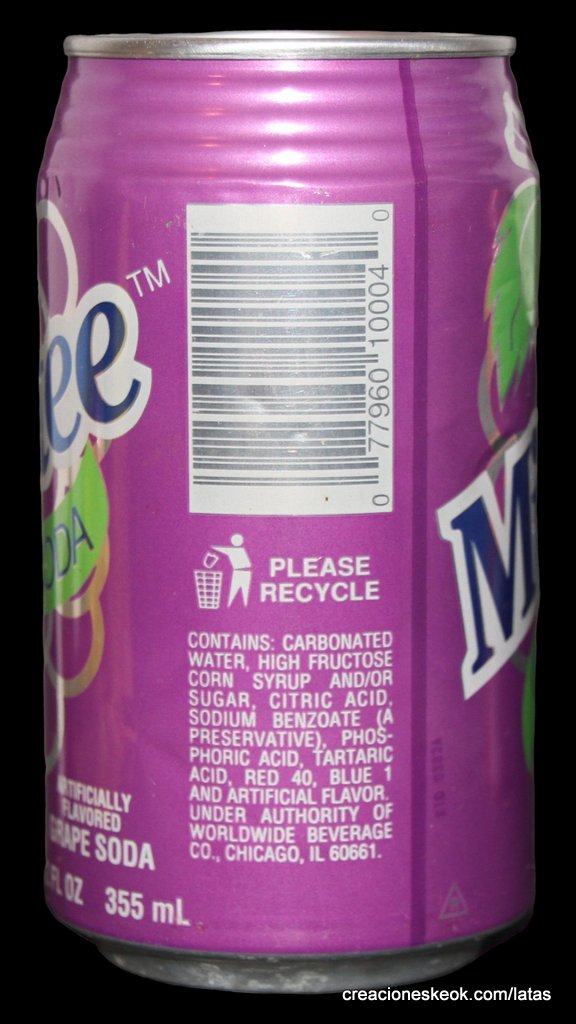 ee™
ODA
0 77960 10004 0
PLEASE
RECYCLE
CONTAINS: CARBONATED
WATER, HIGH FRUCTOSE
CORN SYRUP AND/OR
SUGAR, CITRIC ACID,
SODIUM BENZOATE (A
PRESERVATIVE), PHOS-
PHORIC ACID, TARTARIC
ACID, RED 40, BLUE 1
AND ARTIFICIAL FLAVOR.
UNDER AUTHORITY OF
WORLDWIDE BEVERAGE
CO., CHICAGO, IL 60661.
ARTIFICIALLY
FLAVORED
GRAPE SODA
FL OZ 355 mL
M
creacioneskeok.com/latas